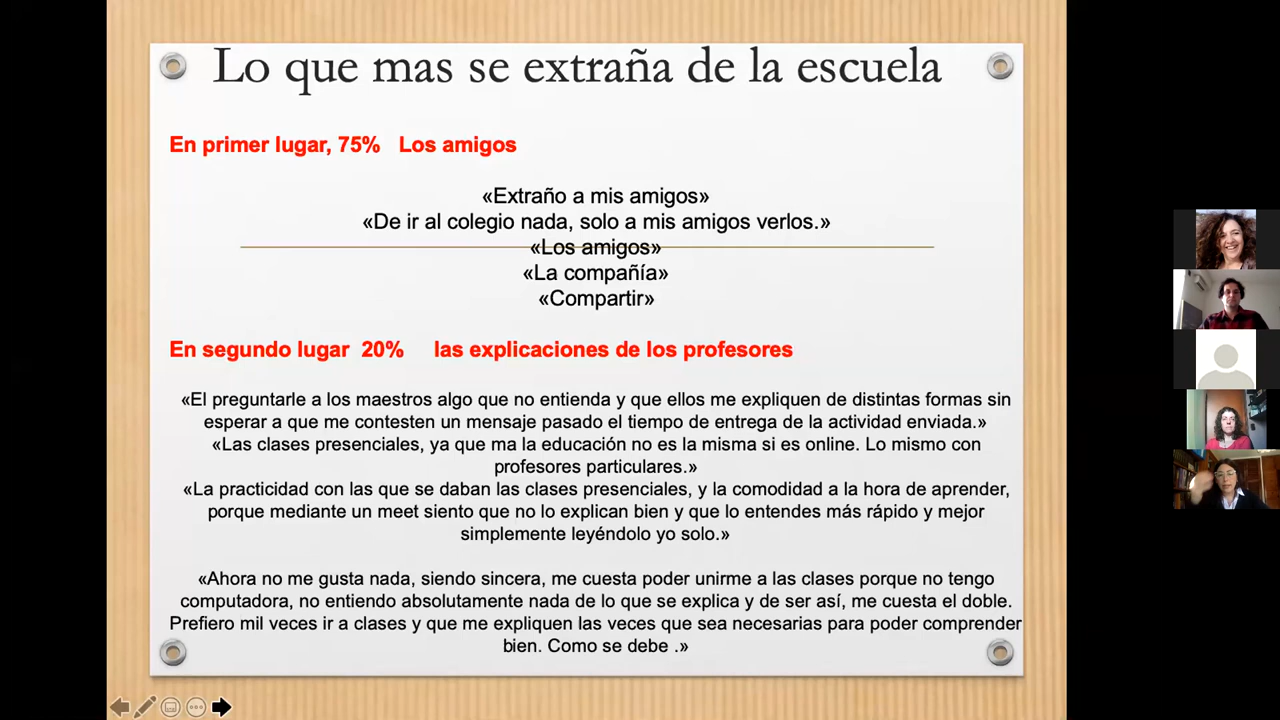 Lo que mas se extraña de la escuela
En primer lugar, 75% Los amigos
«Extraño a mis amigos»
«De ir al colegio nada, solo a mis amigos verlos.»
«Los amigos»
«La compañía»
«Compartir»
En segundo lugar 20% las explicaciones de los profesores
«El preguntarle a los maestros algo que no entienda y que ellos me expliquen de distintas formas sin
esperar a que me contesten un mensaje pasado el tiempo de entrega de la actividad enviada.»
«Las clases presenciales, ya que ma la educación no es la misma si es online. Lo mismo con
profesores particulares.»
«La practicidad con las que se daban las clases presenciales, y la comodidad a la hora de aprender,
porque mediante un meet siento que no lo explican bien y que lo entendes más rápido y mejor
simplemente leyéndolo yo solo.»
«Ahora no me gusta nada, siendo sincera, me cuesta poder unirme a las clases porque no tengo
computadora, no entiendo absolutamente nada de lo que se explica y de ser así, me cuesta el doble.
Prefiero mil veces ir a clases y que me expliquen las veces que sea necesarias para poder comprender
bien. Como se debe .»